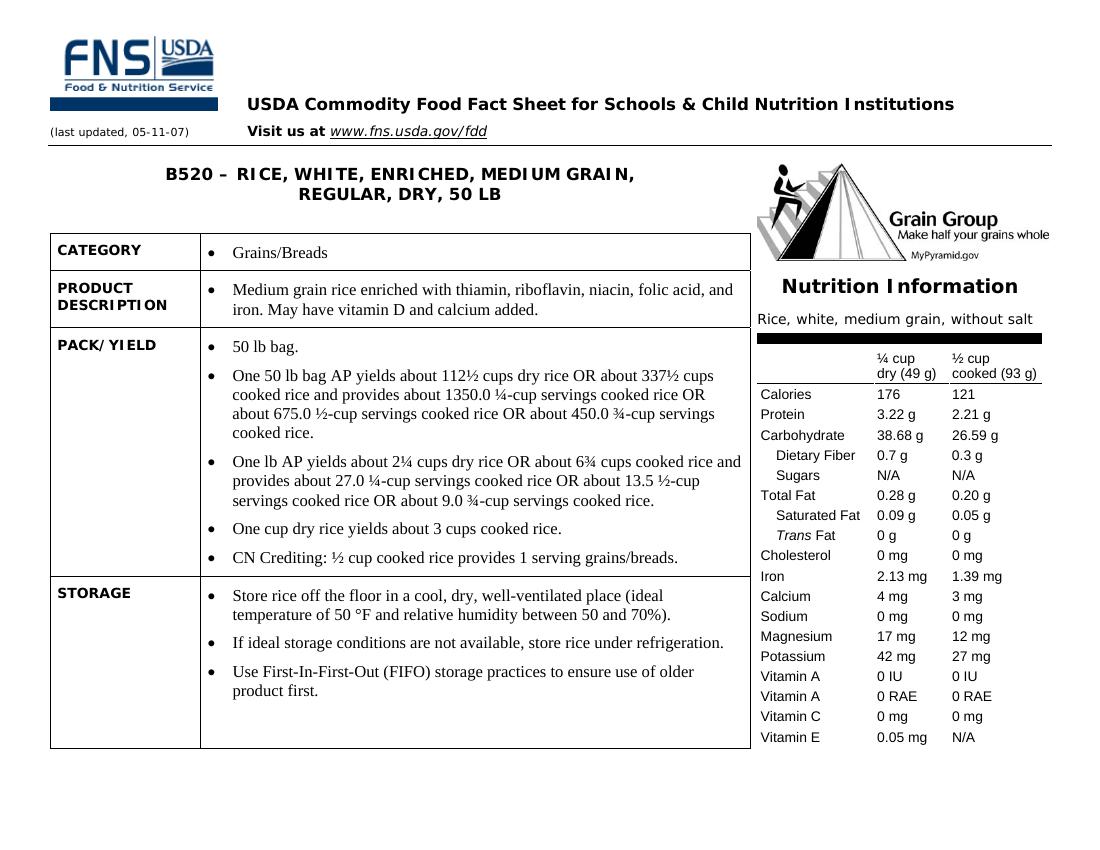 FNS USDA
Food & Nutrition Service
USDA Commodity Food Fact Sheet for Schools & Child Nutrition Institutions
(last updated, 05-11-07)
Visit us at www.fns.usda.gov/fdd
B520 – RICE, WHITE, ENRICHED, MEDIUM GRAIN,
REGULAR, DRY, 50 LB
CATEGORY
• Grains/Breads
PRODUCT
DESCRIPTION
• Medium grain rice enriched with thiamin, riboflavin, niacin, folic acid, and
iron. May have vitamin D and calcium added.
PACK/YIELD
• 50 lb bag.
• One 50 lb bag AP yields about 112½ cups dry rice OR about 337½ cups
cooked rice and provides about 1350.0 ¼-cup servings cooked rice OR
about 675.0 ½-cup servings cooked rice OR about 450.0 ¾-cup servings
cooked rice.
• One lb AP yields about 2¼ cups dry rice OR about 6¾ cups cooked rice and
provides about 27.0 ¼-cup servings cooked rice OR about 13.5 ½-cup
servings cooked rice OR about 9.0 ¾-cup servings cooked rice.
• One cup dry rice yields about 3 cups cooked rice.
• CN Crediting: ½ cup cooked rice provides 1 serving grains/breads.
STORAGE
• Store rice off the floor in a cool, dry, well-ventilated place (ideal
temperature of 50 °F and relative humidity between 50 and 70%).
• If ideal storage conditions are not available, store rice under refrigeration.
• Use First-In-First-Out (FIFO) storage practices to ensure use of older
product first.
Grain Group
Make half your grains whole
MyPyramid.gov
Nutrition Information
Rice, white, medium grain, without salt
¼ cup ½ cup
dry (49 g) cooked (93 g)
Calories 176 121
Protein 3.22 g 2.21 g
Carbohydrate 38.68 g 26.59 g
Dietary Fiber 0.7 g 0.3 g
Sugars N/A N/A
Total Fat 0.28 g 0.20 g
Saturated Fat 0.09 g 0.05 g
Trans Fat 0 g 0 g
Cholesterol 0 mg 0 mg
Iron 2.13 mg 1.39 mg
Calcium 4 mg 3 mg
Sodium 0 mg 0 mg
Magnesium 17 mg 12 mg
Potassium 42 mg 27 mg
Vitamin A 0 IU 0 IU
Vitamin A 0 RAE 0 RAE
Vitamin C 0 mg 0 mg
Vitamin E 0.05 mg N/A